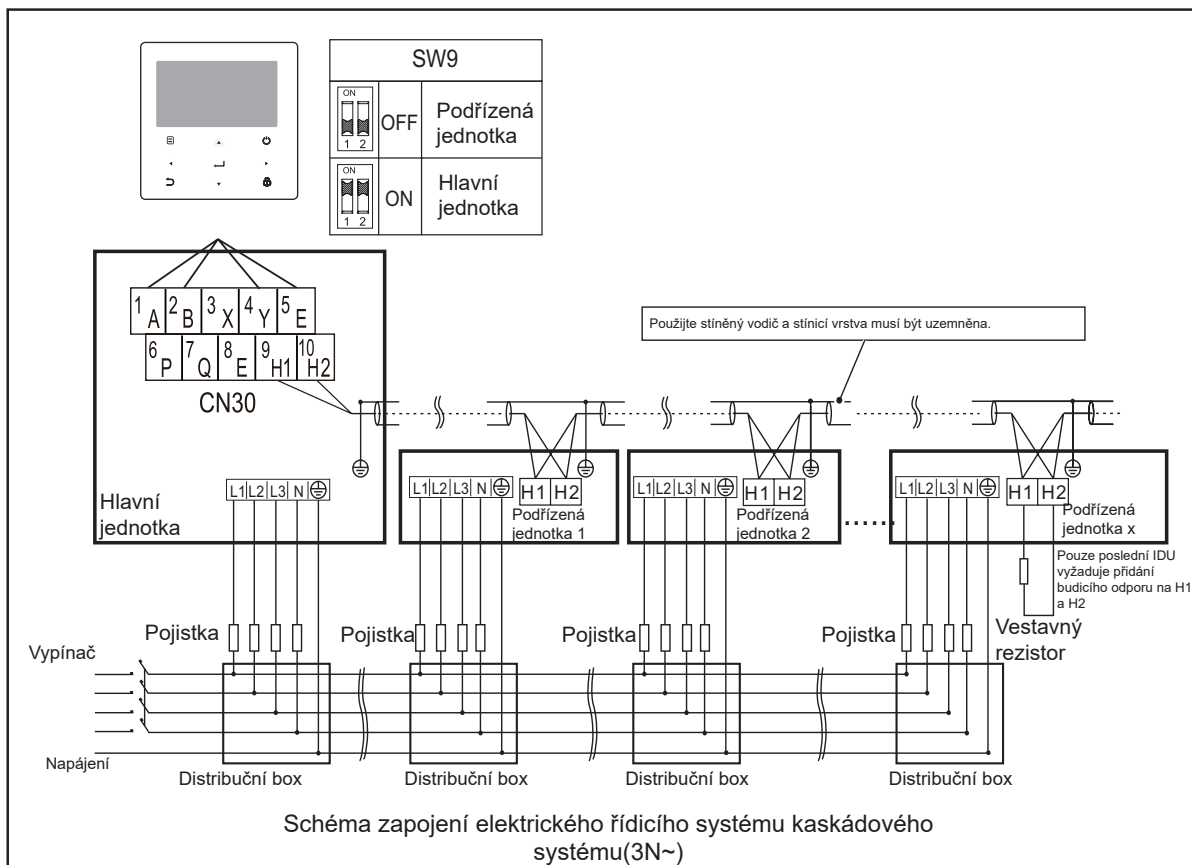 SW9
ON
1 2
OFF
Podřízená
jednotka
ON
1 2
ON
Hlavní
jednotka
1 A 2 B 3 X 4 Y 5 E
6 P 7 Q 8 E 9 H1 10 H2
CN30
Použijte stíněný vodič a stínicí vrstva musí být uzemněna.
Hlavní
jednotka
L1 L2 L3 N
L1 L2 L3 N
H1 H2
Podřízená
jednotka 1
L1 L2 L3 N
H1 H2
Podřízená
jednotka 2
L1 L2 L3 N
H1 H2
Podřízená
jednotka x
Pouze poslední IDU
vyžaduje přidání
budicího odporu na H1
a H2
Vestavný
rezistor
Pojistka
Pojistka
Pojistka
Pojistka
Vypínač
Napájení
Distribuční box
Distribuční box
Distribuční box
Distribuční box
Schéma zapojení elektrického řídicího systému kaskádového
systému(3N~)